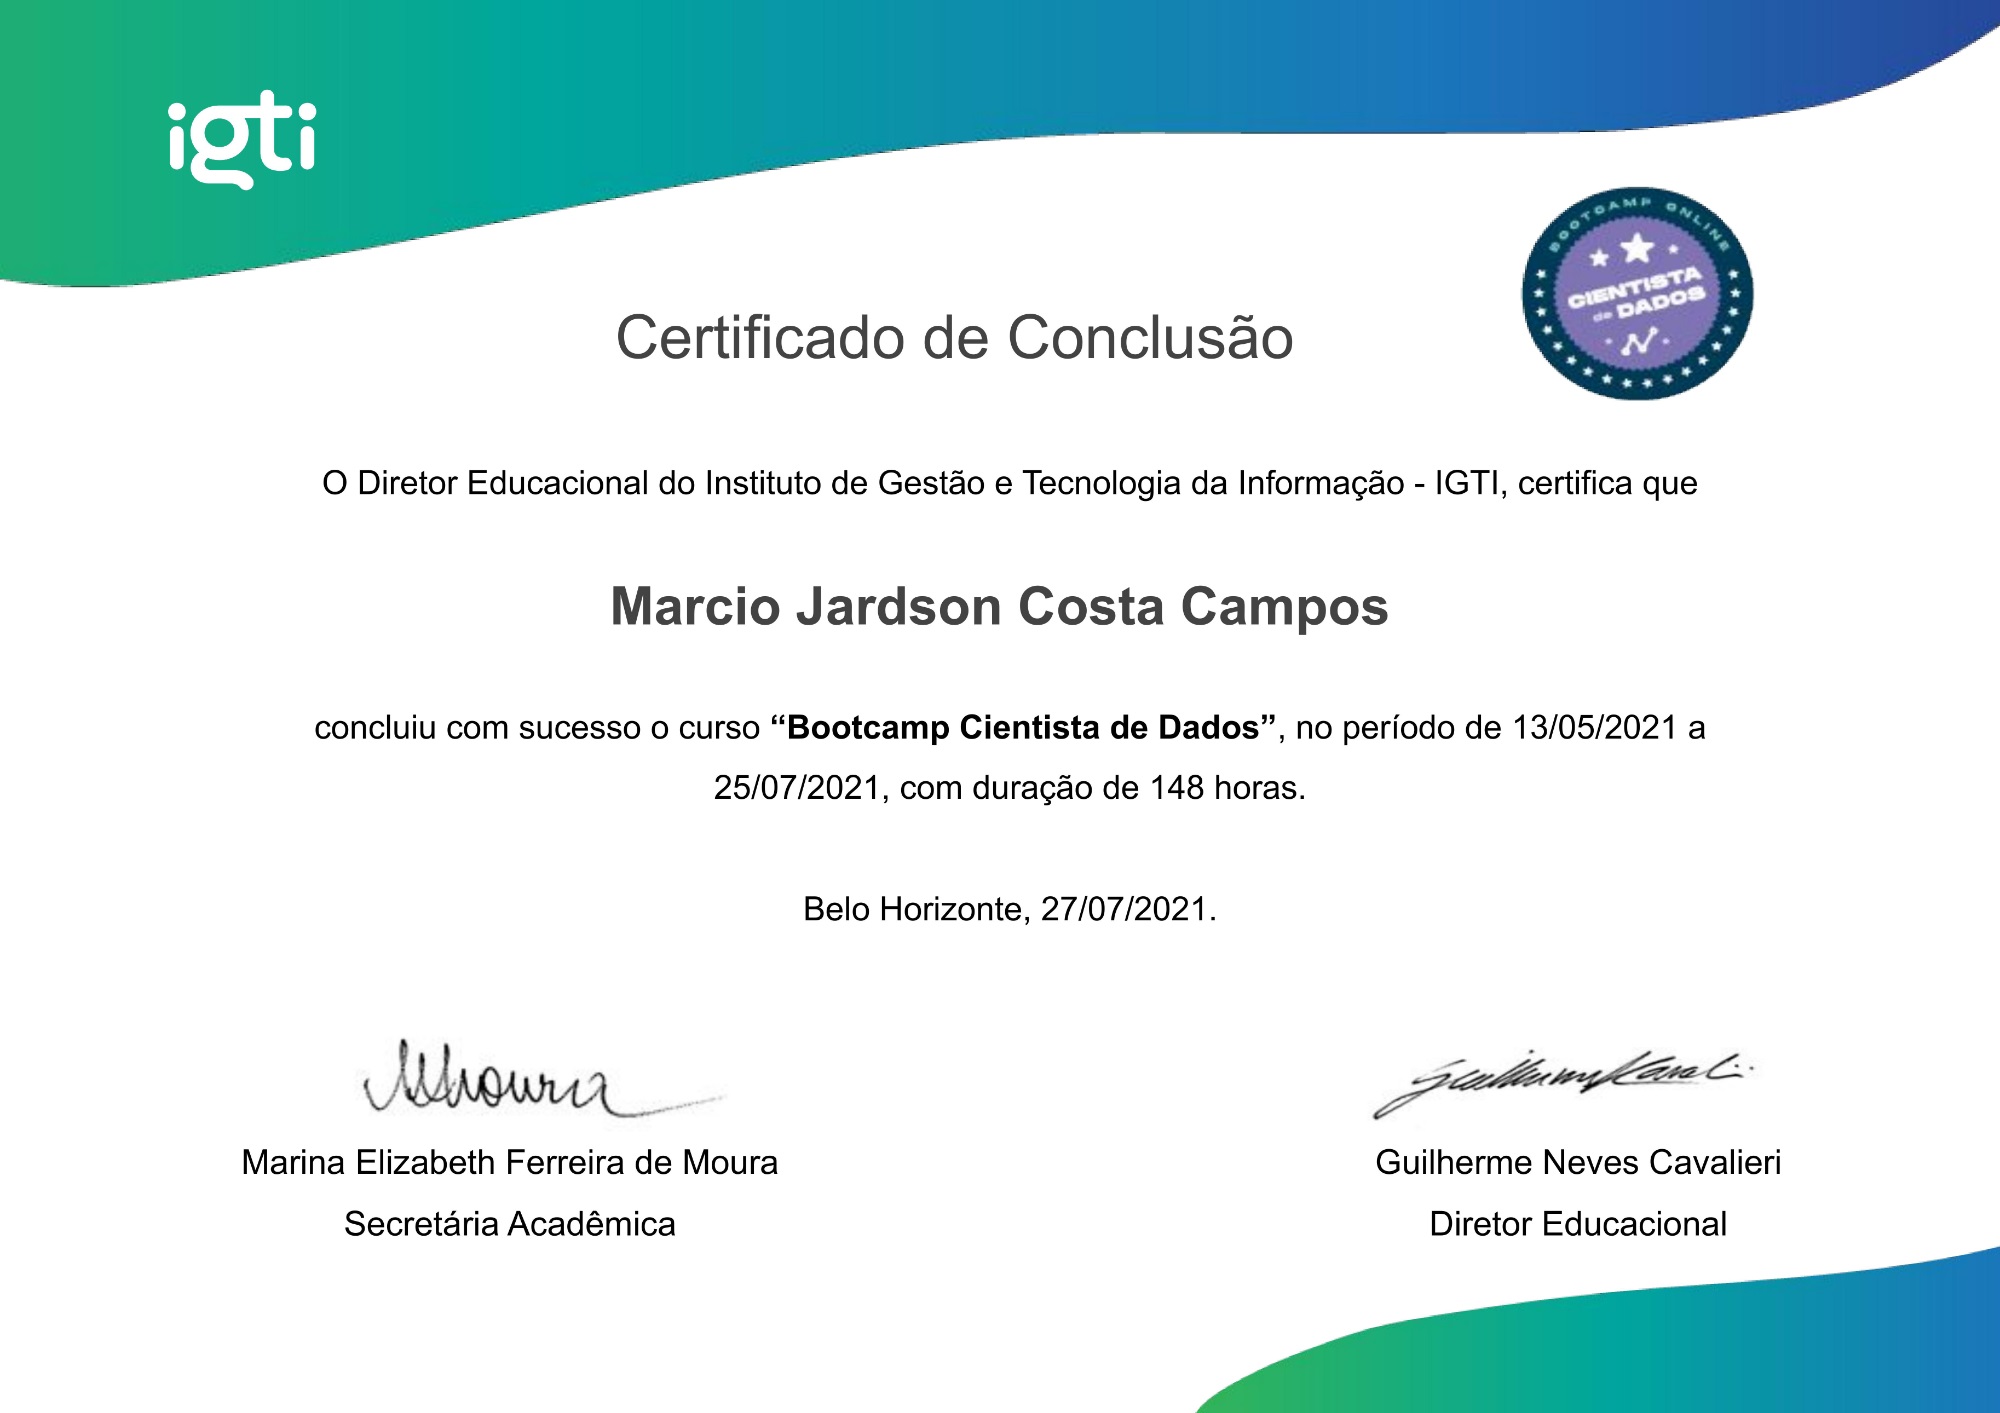 igti
BOOTCAMP ONLINE
CIENTISTA
de DADOS
Certificado de Conclusão
O Diretor Educacional do Instituto de Gestão e Tecnologia da Informação - IGTI, certifica que
Marcio Jardson Costa Campos
concluiu com sucesso o curso “Bootcamp Cientista de Dados”, no período de 13/05/2021 a
25/07/2021, com duração de 148 horas.
Belo Horizonte, 27/07/2021.
Marina Elizabeth Ferreira de Moura
Secretária Acadêmica
Guilherme Neves Cavalieri
Diretor Educacional